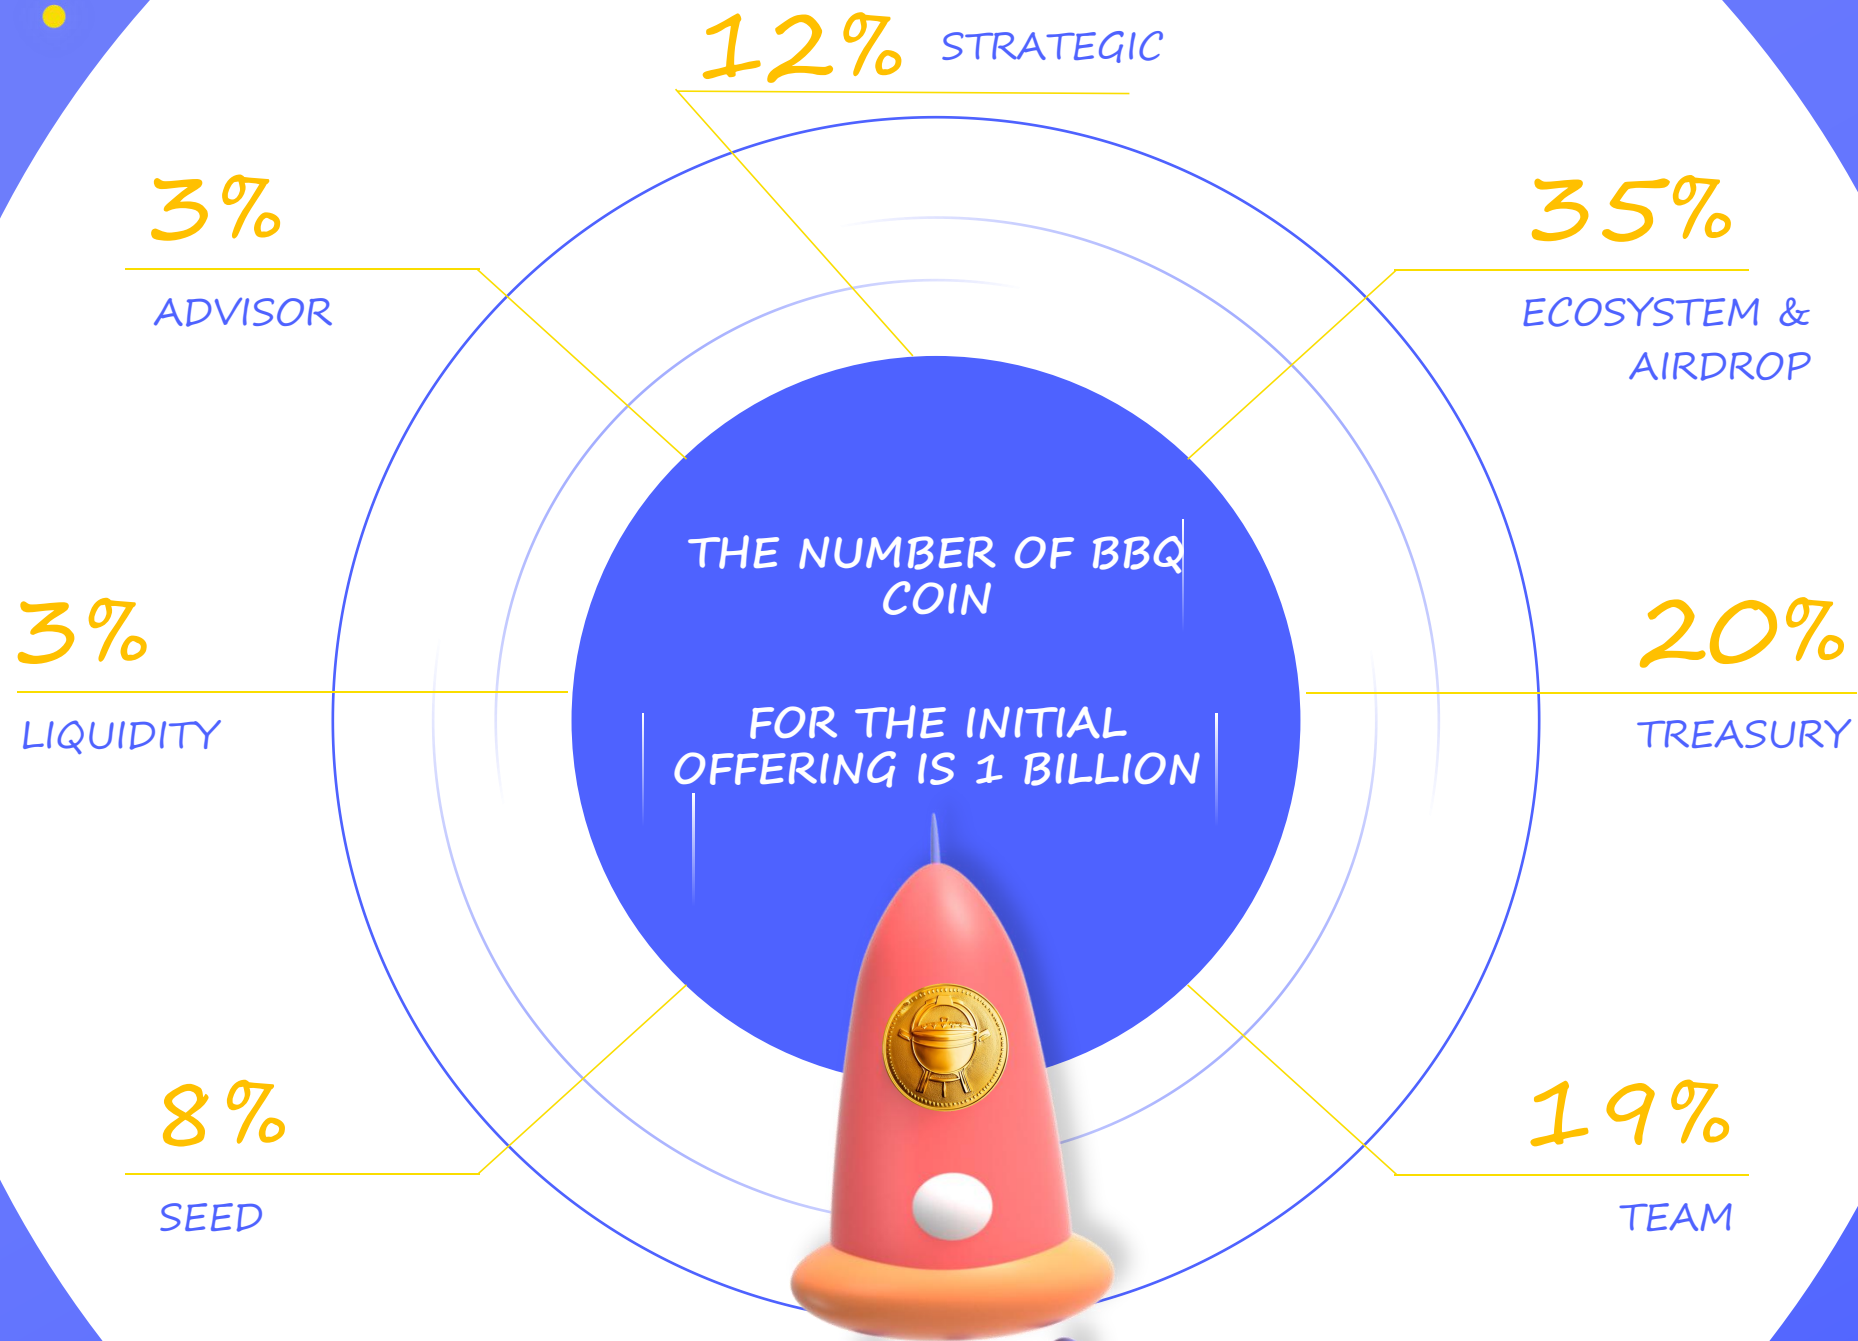 12% STRATEGIC
3%
ADVISOR
35%
ECOSYSTEM &
AIRDROP
THE NUMBER OF BBQ
COIN
FOR THE INITIAL
OFFERING IS 1 BILLION
3%
LIQUIDITY
20%
TREASURY
8%
SEED
19%
TEAM